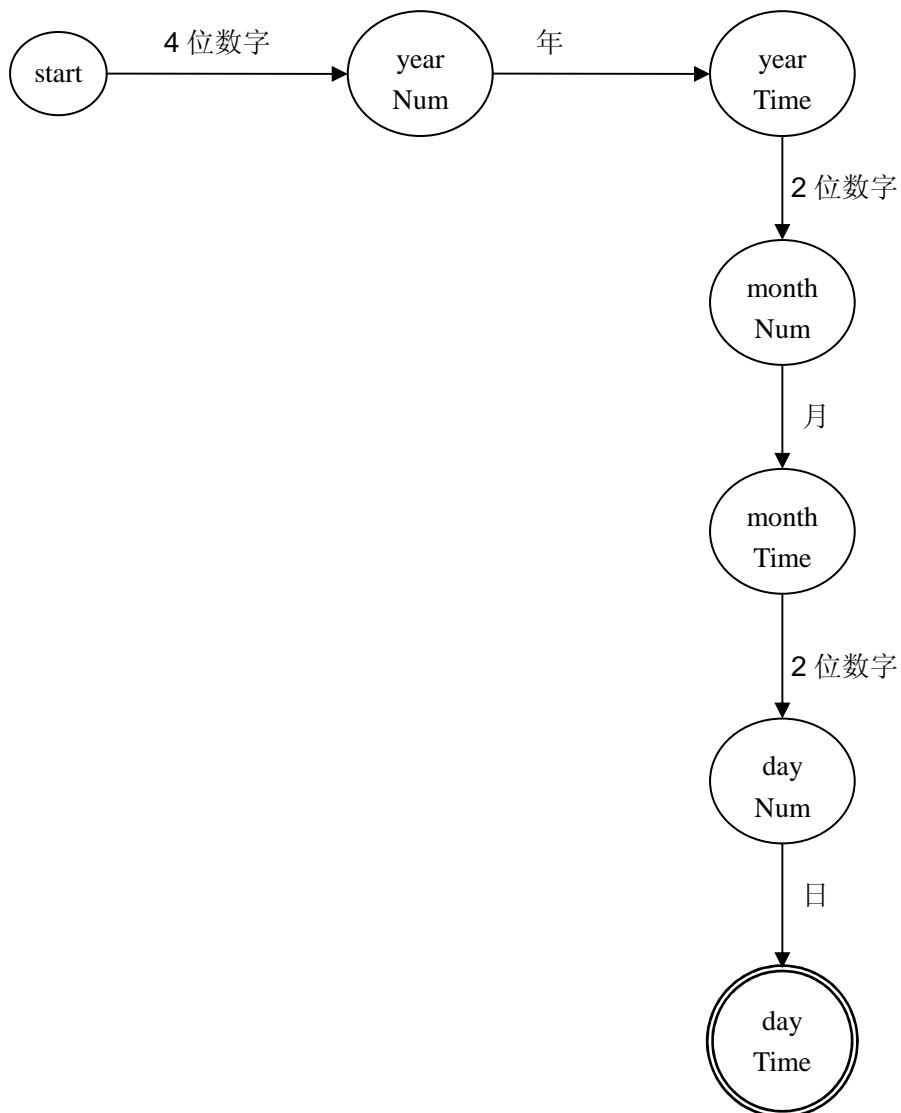 start
4 位数字
year
Num
年
year
Time
2 位数字
month
Num
月
month
Time
2 位数字
day
Num
日
day
Time